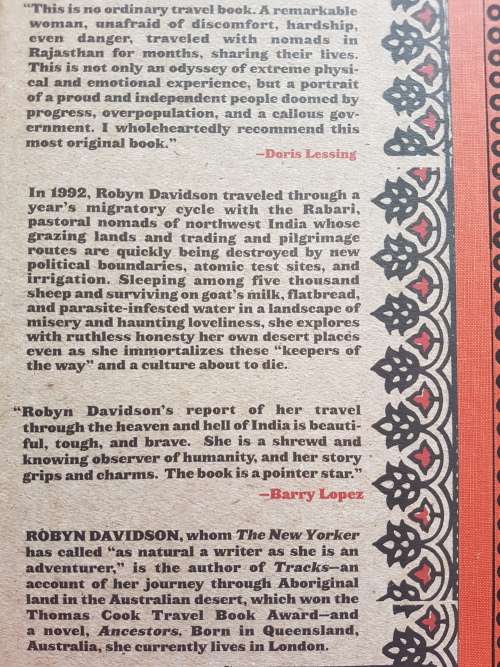 "This is no ordinary travel book. A remarkable
woman, unafraid of discomfort, hardship,
even danger, traveled with nomads in
Rajasthan for months, sharing their lives.
This is not only an odyssey of extreme physi-
cal and emotional experience, but a portrait
of a proud and independent people doomed by
progress, overpopulation, and a callous gov-
ernment. I wholeheartedly recommend this
most original book."
—Doris Lessing
In 1992, Robyn Davidson traveled through a
year's migratory cycle with the Rabari,
pastoral nomads of northwest India whose
grazing lands and trading and pilgrimage
routes are quickly being destroyed by new
political boundaries, atomic test sites, and
irrigation. Sleeping among five thousand
sheep and surviving on goat's milk, flatbread,
and parasite-infested water in a landscape of
misery and haunting loveliness, she explores
with ruthless honesty her own desert places
even as she immortalizes these "keepers of
the way" and a culture about to die.
"Robyn Davidson's report of her travel
through the heaven and hell of India is beauti-
ful, tough, and brave. She is a shrewd and
knowing observer of humanity, and her story
grips and charms. The book is a pointer star."
—Barry Lopez
ROBYN DAVIDSON, whom The New Yorker
has called "as natural a writer as she is an
adventurer," is the author of Tracks—an
account of her journey through Aboriginal
land in the Australian desert, which won the
Thomas Cook Travel Book Award—and
a novel, Ancestors. Born in Queensland,
Australia, she currently lives in London.